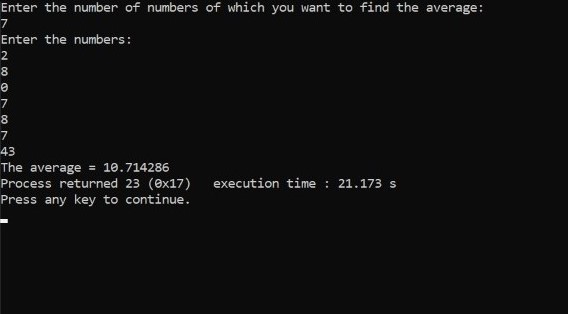 Enter the number of numbers of which you want to find the average:
7
Enter the numbers:
2
8
0
7
8
7
43
The average = 10.714286
Process returned 23 (0x17)   execution time : 21.173 s
Press any key to continue.